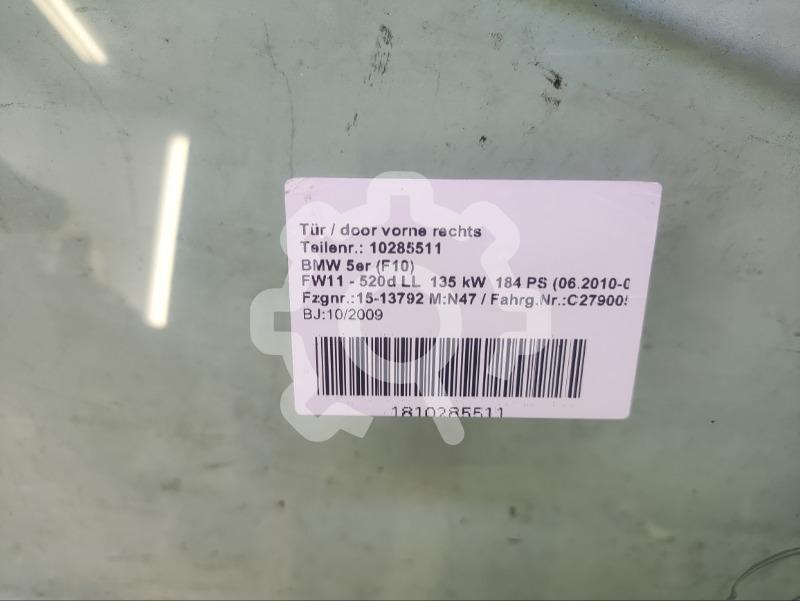 Tür / door vorne rechts
Teilenr.: 10285511
BMW 5er (F10)
FW11 - 520d LL 135 kW 184 PS (06.2010-0
Fzgnr.:15-13792 M:N47 / Fahrg.Nr.:C279005
BJ:10/2009
1810285511